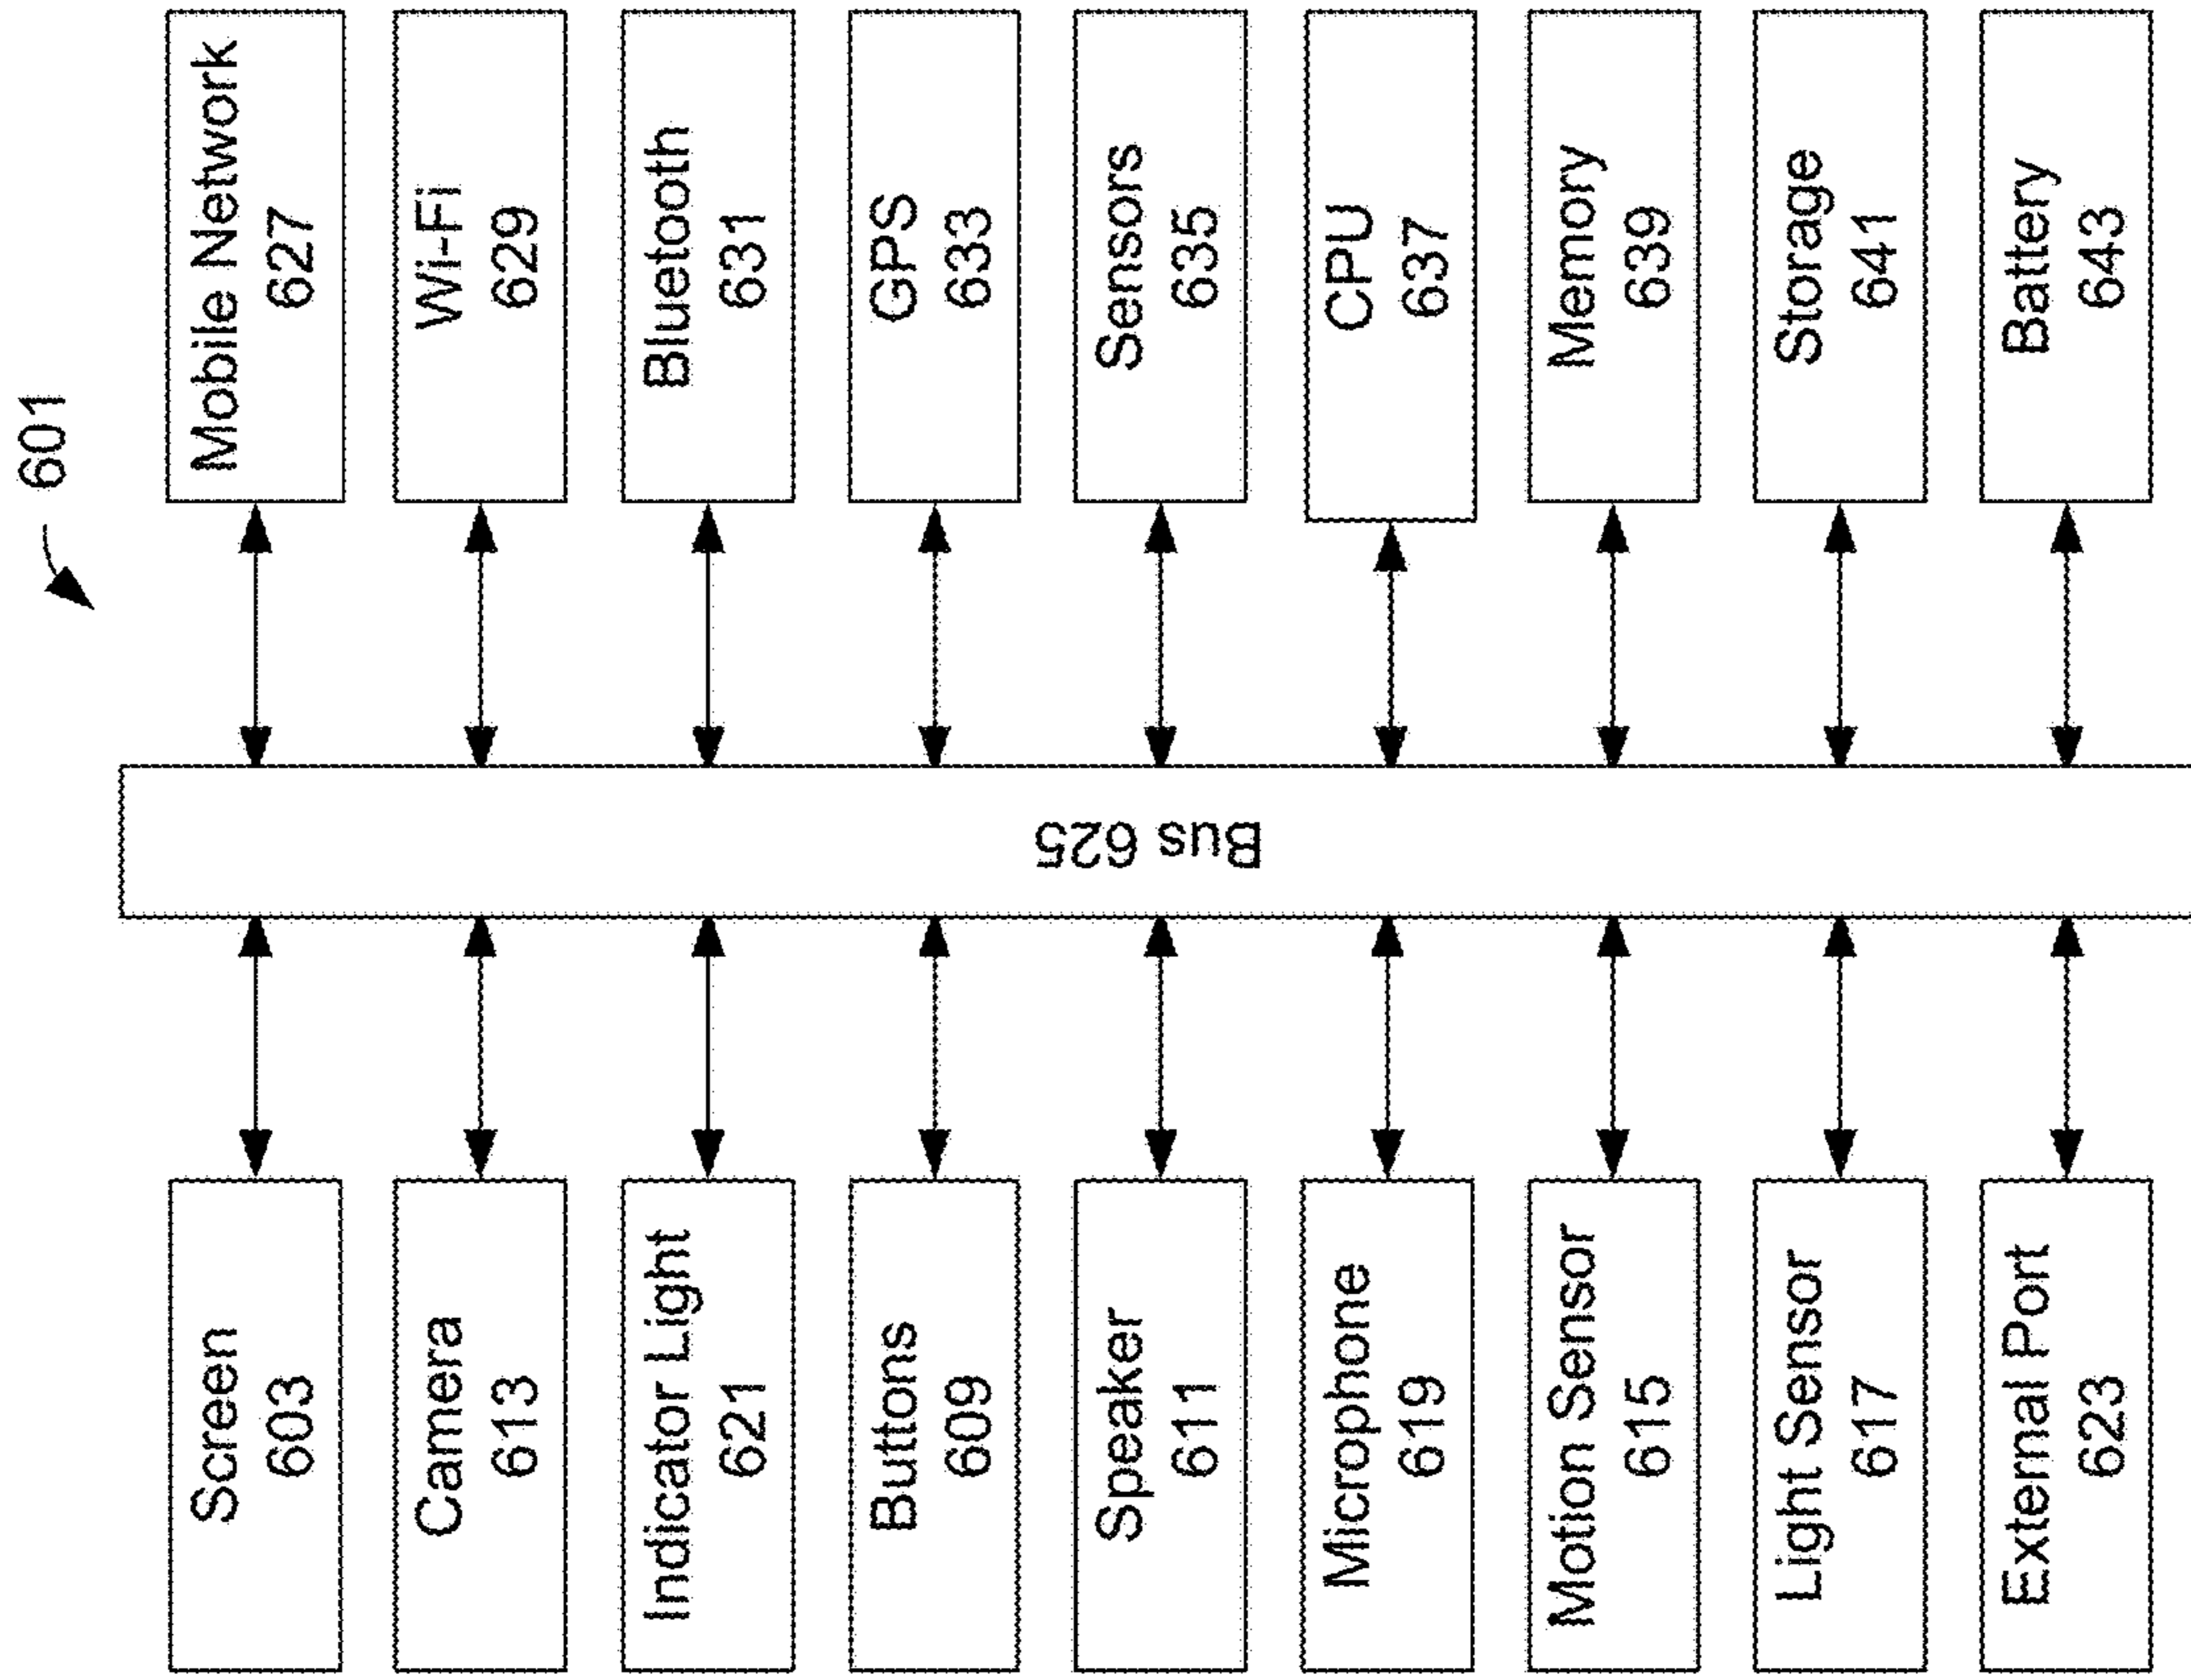 601
Screen
603
Camera
613
Indicator Light
621
Buttons
609
Speaker
611
Microphone
619
Motion Sensor
615
Light Sensor
617
External Port
623
Bus 625
Mobile Network
627
Wi-Fi
629
Bluetooth
631
GPS
633
Sensors
635
CPU
637
Memory
639
Storage
641
Battery
643